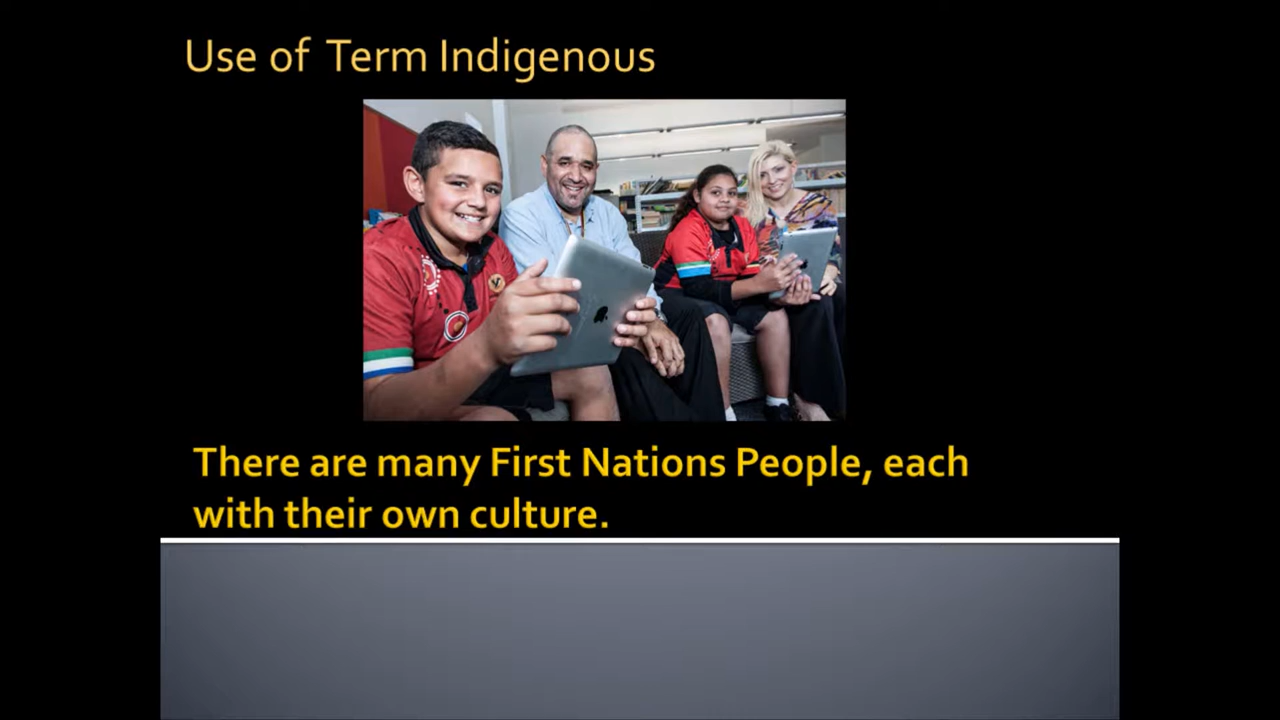 Use of Term Indigenous
There are many First Nations People, each
with their own culture.